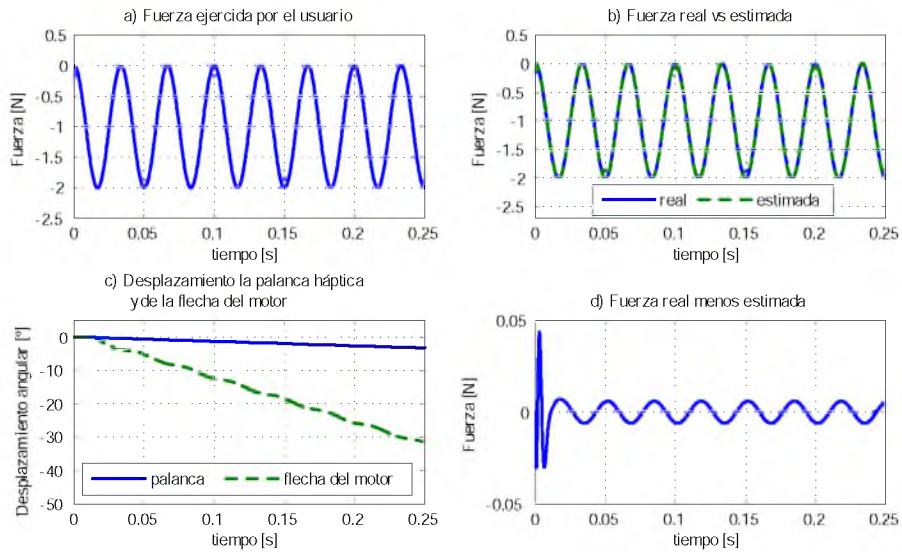 a) Fuerza ejercida por el usuario
0.5
0
-0.5
-1
-1.5
-2
-2.5
Fuerza [N]
0
0.05
0.1
0.15
0.2
0.25
tiempo [s]
b) Fuerza real vs estimada
0.5
0
-0.5
-1
-1.5
-2
-2.5
Fuerza [N]
real
estimada
0
0.05
0.1
0.15
0.2
0.25
tiempo [s]
c) Desplazamiento la palanca háptica
y de la flecha del motor
0
-10
-20
-30
-40
-50
Desplazamiento angular [º]
palanca
flecha del motor
0
0.05
0.1
0.15
0.2
0.25
tiempo [s]
d) Fuerza real menos estimada
0.05
0
-0.05
Fuerza [N]
0
0.05
0.1
0.15
0.2
0.25
tiempo [s]